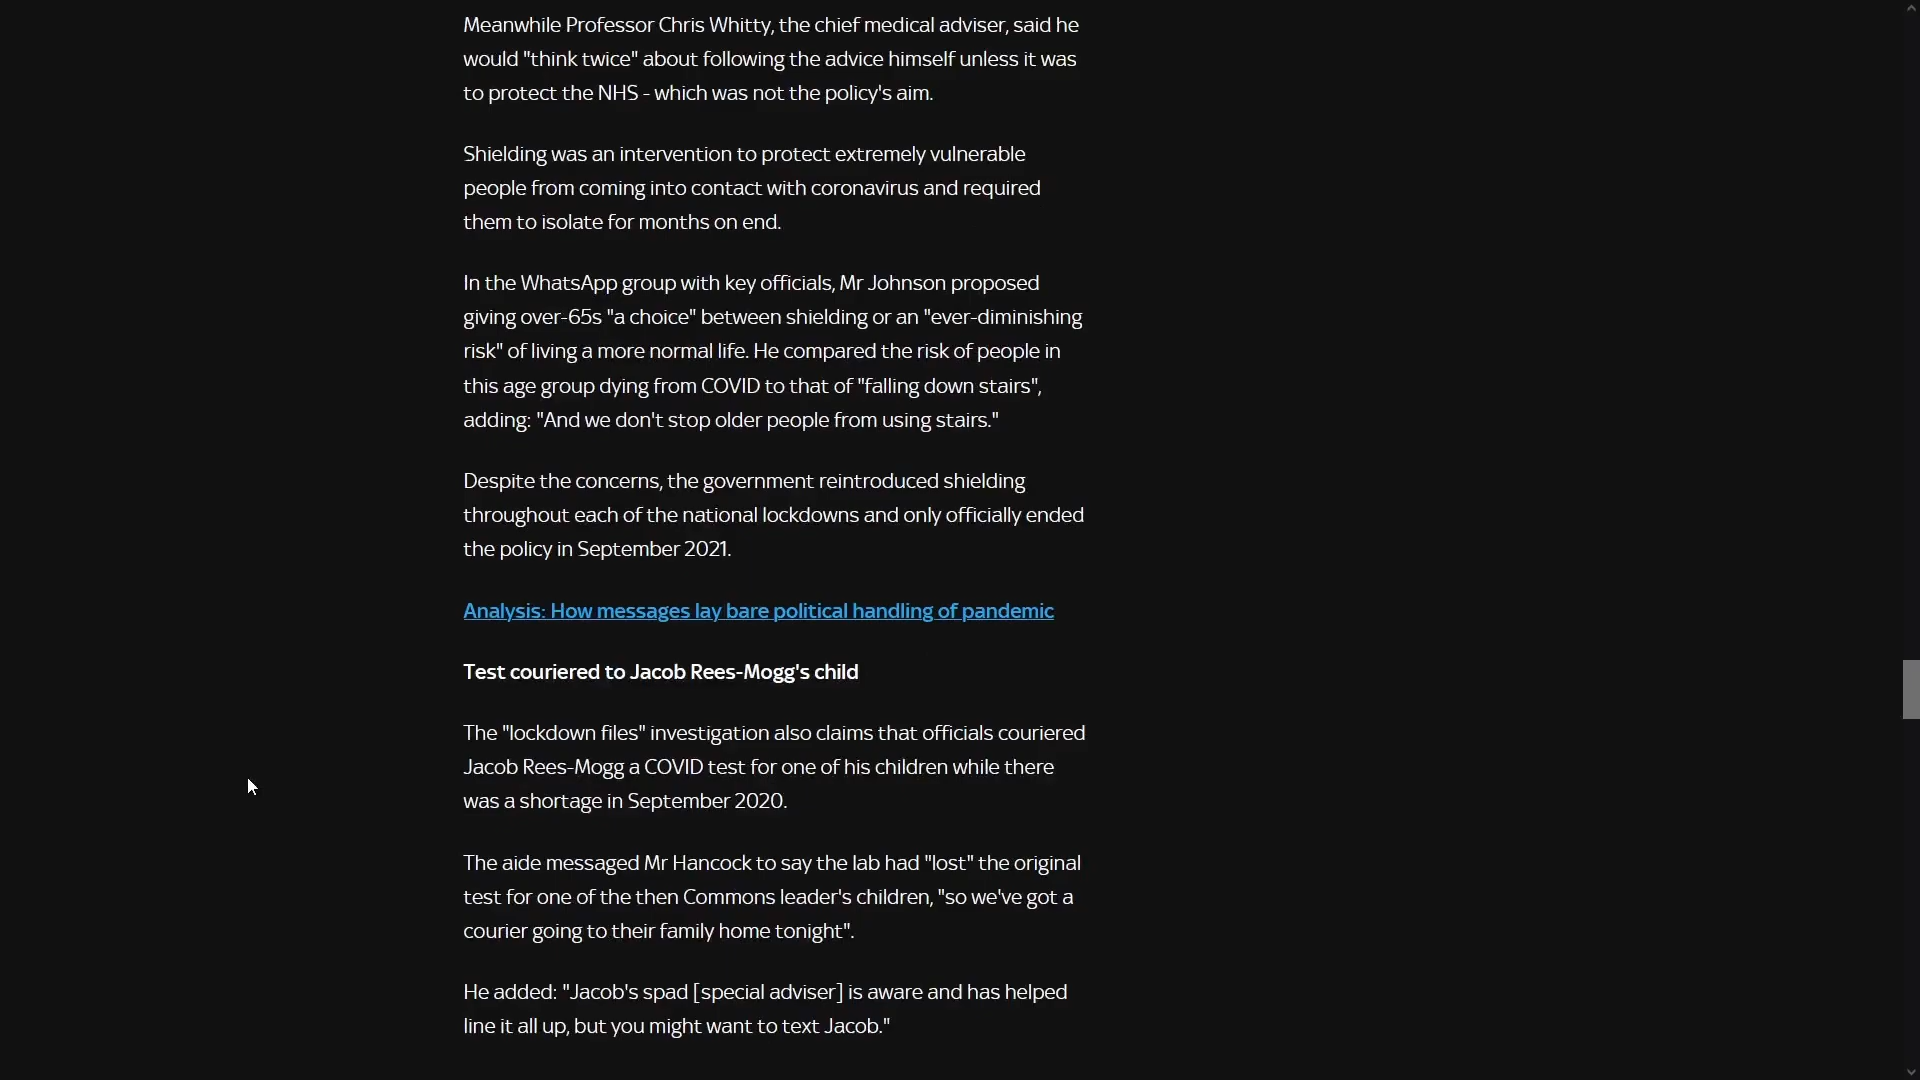 Meanwhile Professor Chris Whitty, the chief medical adviser, said he
would "think twice" about following the advice himself unless it was
to protect the NHS - which was not the policy's aim.
Shielding was an intervention to protect extremely vulnerable
people from coming into contact with coronavirus and required
them to isolate for months on end.
In the WhatsApp group with key officials, Mr Johnson proposed
giving over-65s "a choice" between shielding or an "ever-diminishing
risk" of living a more normal life. He compared the risk of people in
this age group dying from COVID to that of "falling down stairs",
adding: "And we don't stop older people from using stairs."
Despite the concerns, the government reintroduced shielding
throughout each of the national lockdowns and only officially ended
the policy in September 2021.
Analysis: How messages lay bare political handling of pandemic
Test couriered to Jacob Rees-Mogg's child
The "lockdown files" investigation also claims that officials couriered
Jacob Rees-Mogg a COVID test for one of his children while there
was a shortage in September 2020.
The aide messaged Mr Hancock to say the lab had "lost" the original
test for one of the then Commons leader's children, "so we've got a
courier going to their family home tonight".
He added: "Jacob's spad [special adviser] is aware and has helped
line it all up, but you might want to text Jacob."